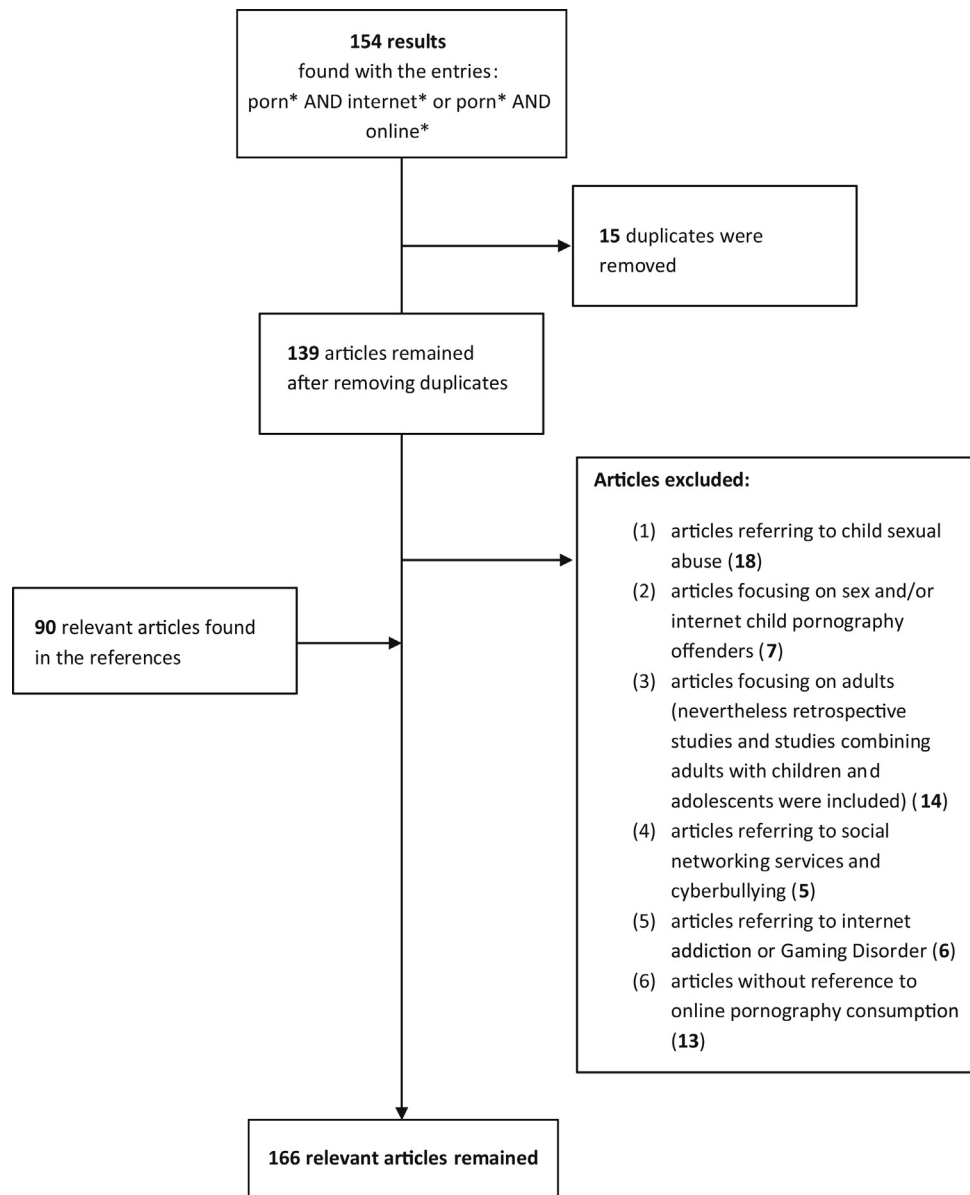 154 results
found with the entries:
porn* AND internet* or porn* AND
online*
15 duplicates were
removed
139 articles remained
after removing duplicates
Articles excluded:
(1) articles referring to child sexual
abuse (18)
(2) articles focusing on sex and/or
internet child pornography
offenders (7)
(3) articles focusing on adults
(nevertheless retrospective
studies and studies combining
adults with children and
adolescents were included) (14)
(4) articles referring to social
networking services and
cyberbullying (5)
(5) articles referring to internet
addiction or Gaming Disorder (6)
(6) articles without reference to
online pornography consumption
(13)
90 relevant articles found
in the references
166 relevant articles remained